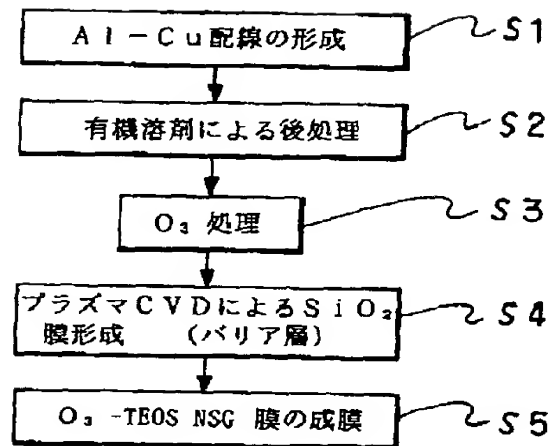 Al-Cu配線の形成
S1
有機溶剤による後処理
S2
O₃ 処理
S3
プラズマCVDによるSiO₂
膜形成 (バリア層)
S4
O₃ -TEOS NSG 膜の成膜
S5